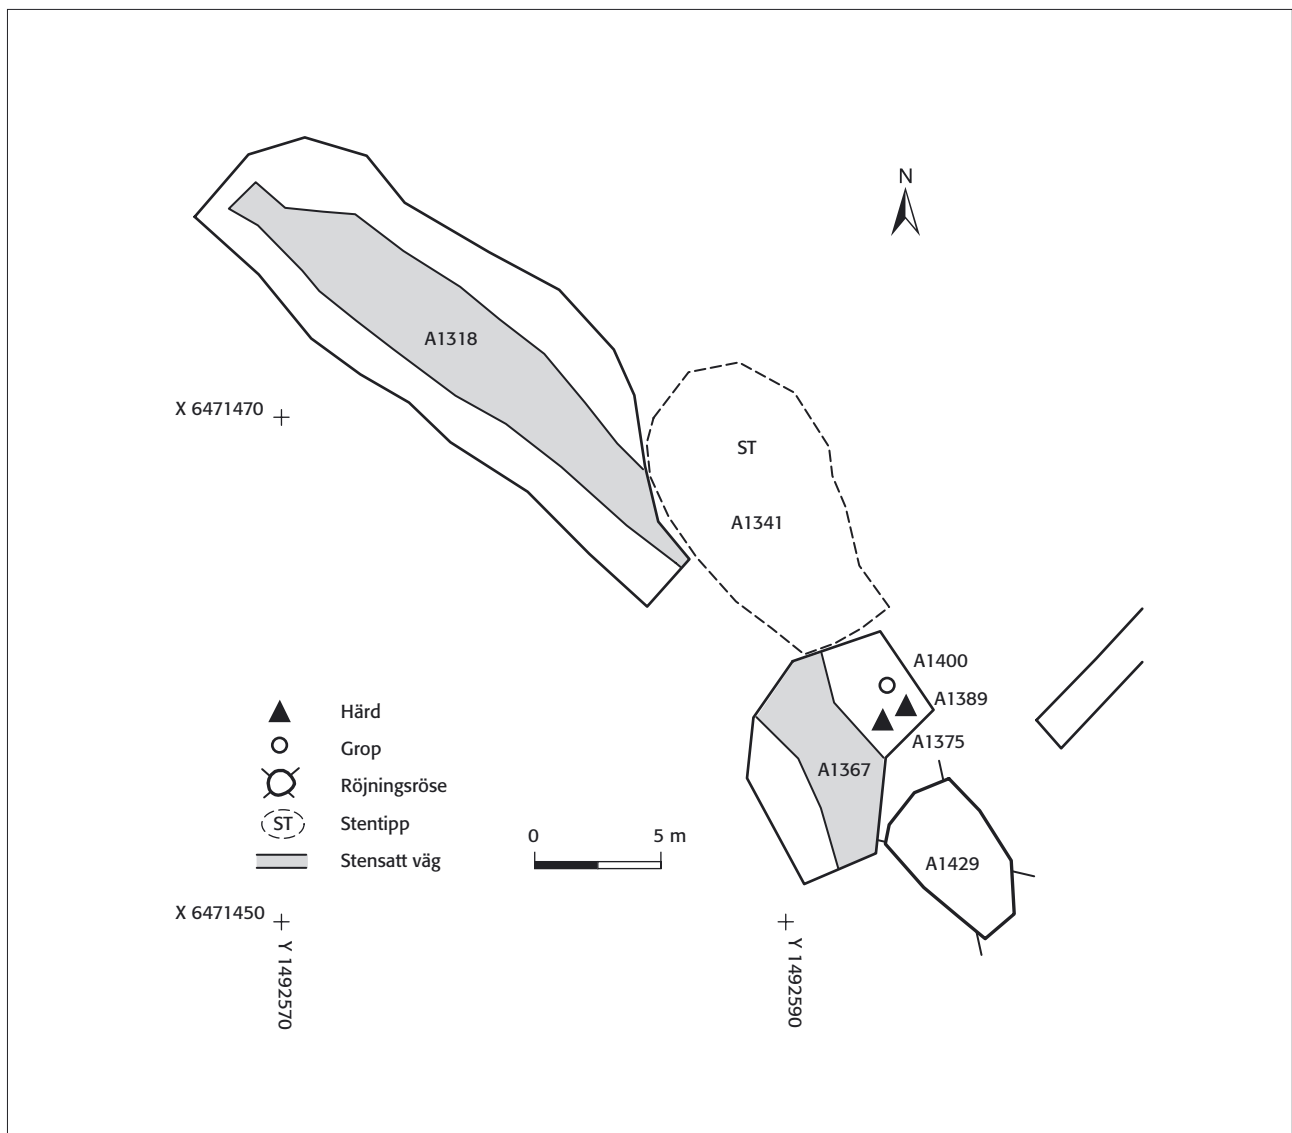 N
A1318
X 6471470
ST
A1341
A1400
A1389
A1375
A1367
A1429
Härd
Grop
Röjningsröse
ST
Stentipp
Stensatt väg
0 5 m
X 6471450
Y 1492570
Y 1492590